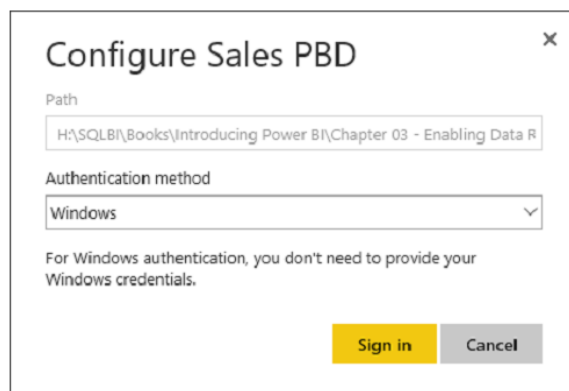 Configure Sales PBD
Path
H:\SQLBI\Books\Introducing Power BI\Chapter 03 - Enabling Data R
Authentication method
Windows
For Windows authentication, you don't need to provide your
Windows credentials.
Sign in Cancel